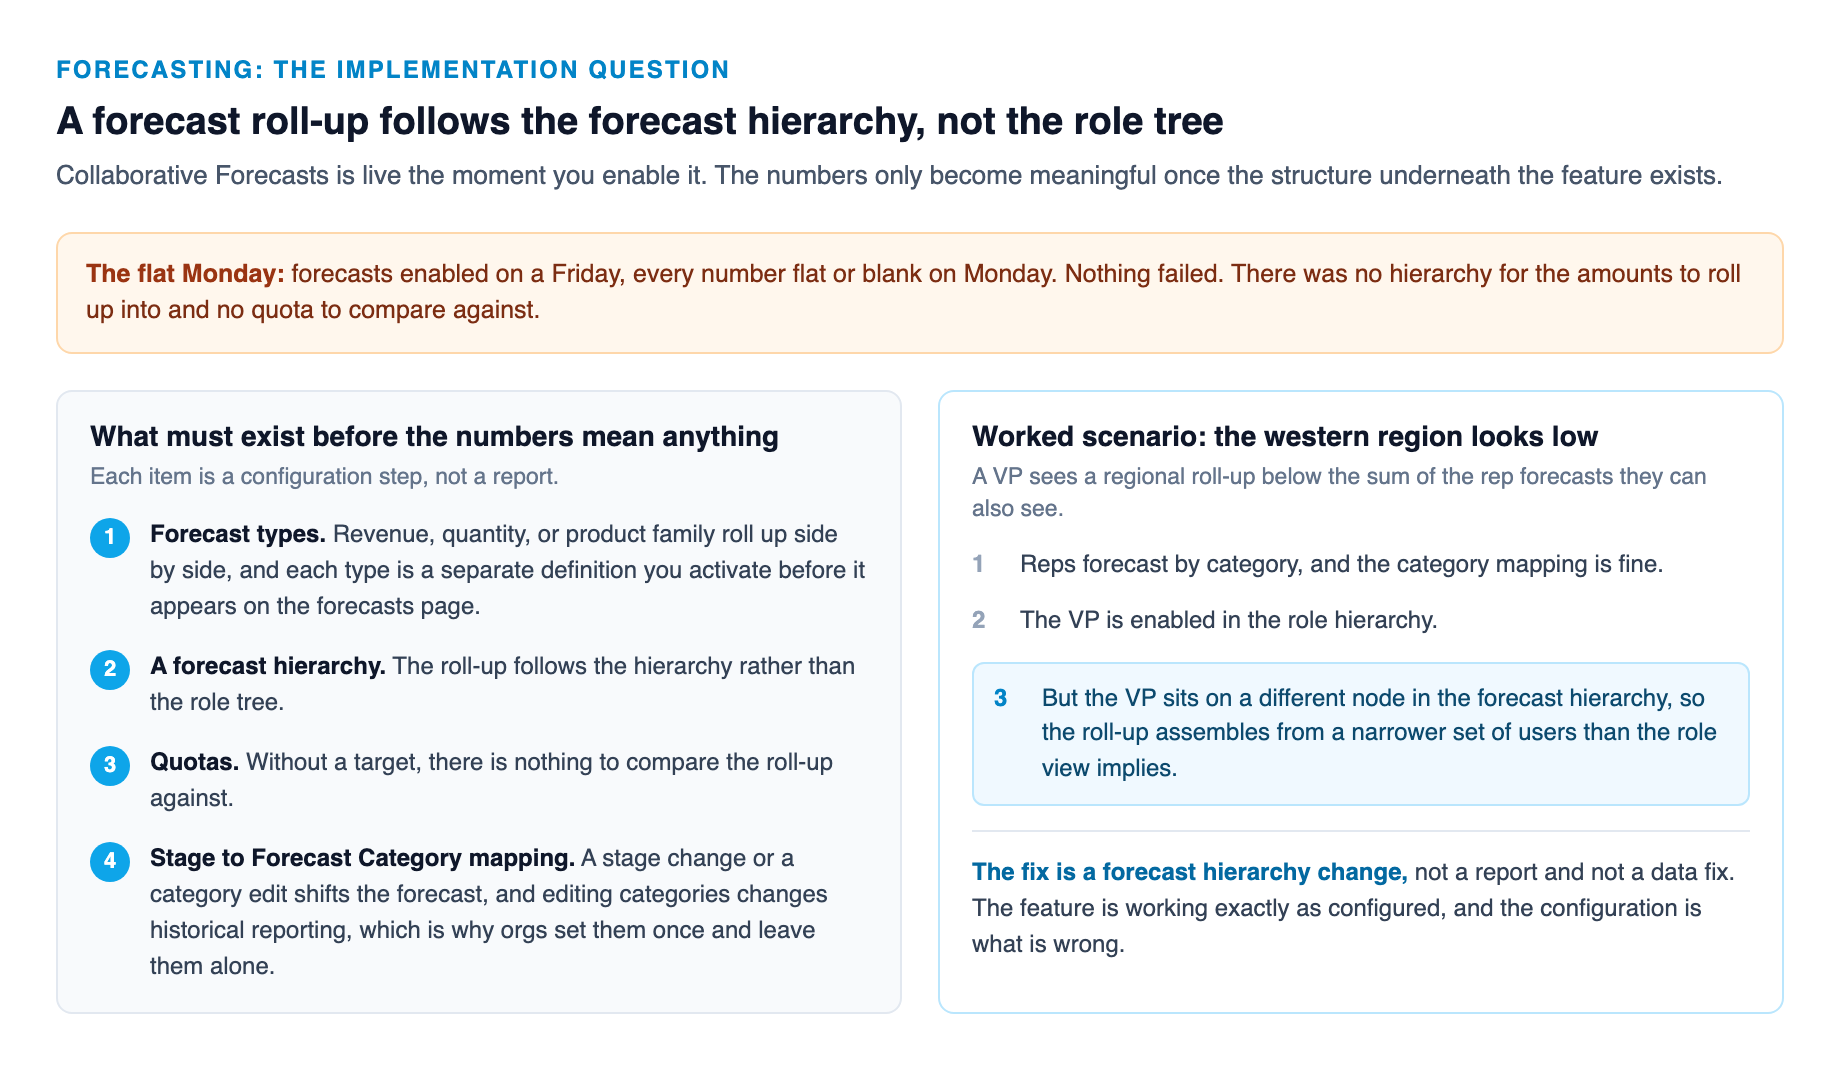 FORECASTING: THE IMPLEMENTATION QUESTION
A forecast roll-up follows the forecast hierarchy, not the role tree
Collaborative Forecasts is live the moment you enable it. The numbers only become meaningful once the structure underneath the feature exists.
The flat Monday: forecasts enabled on a Friday, every number flat or blank on Monday. Nothing failed. There was no hierarchy for the amounts to roll
up into and no quota to compare against.
What must exist before the numbers mean anything
Each item is a configuration step, not a report.
1 Forecast types. Revenue, quantity, or product family roll up side
by side, and each type is a separate definition you activate before it
appears on the forecasts page.
2 A forecast hierarchy. The roll-up follows the hierarchy rather than
the role tree.
3 Quotas. Without a target, there is nothing to compare the roll-up
against.
4 Stage to Forecast Category mapping. A stage change or a
category edit shifts the forecast, and editing categories changes
historical reporting, which is why orgs set them once and leave
them alone.
Worked scenario: the western region looks low
A VP sees a regional roll-up below the sum of the rep forecasts they can
also see.
1 Reps forecast by category, and the category mapping is fine.
2 The VP is enabled in the role hierarchy.
3 But the VP sits on a different node in the forecast hierarchy, so
the roll-up assembles from a narrower set of users than the role
view implies.
The fix is a forecast hierarchy change, not a report and not a data fix.
The feature is working exactly as configured, and the configuration is
what is wrong.